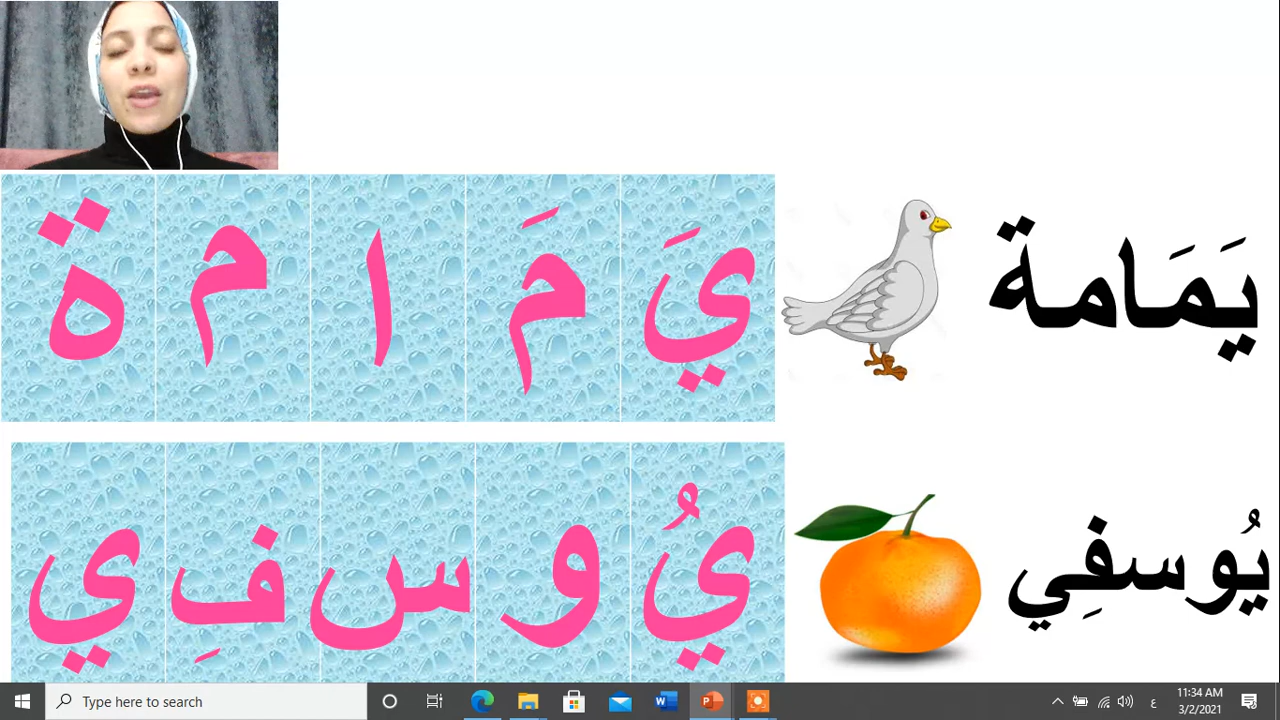 يَمَامة
يَ مَ ا م ة
يُوسفِي
يُ و س فِ ي
Type here to search
ع
11:34 AM
3/2/2021